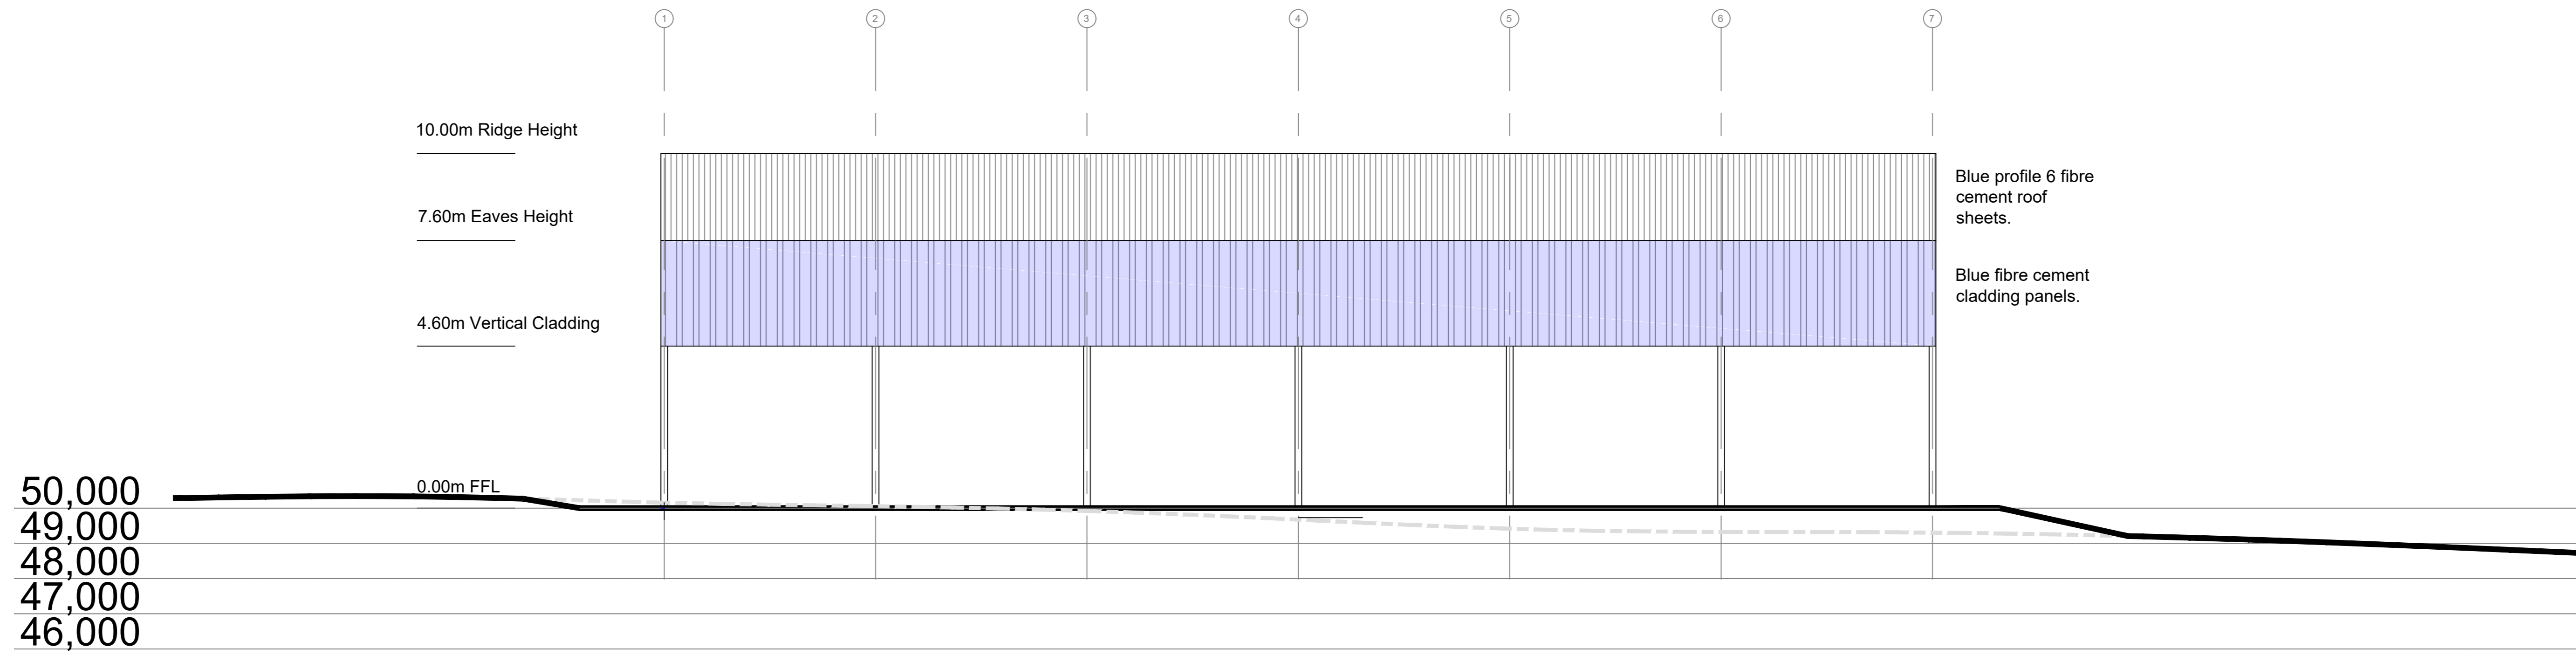 1 2 3 4 5 6 7
10.00m Ridge Height
7.60m Eaves Height
4.60m Vertical Cladding
0.00m FFL
Blue profile 6 fibre
cement roof
sheets.
Blue fibre cement
cladding panels.
50,000
49,000
48,000
47,000
46,000